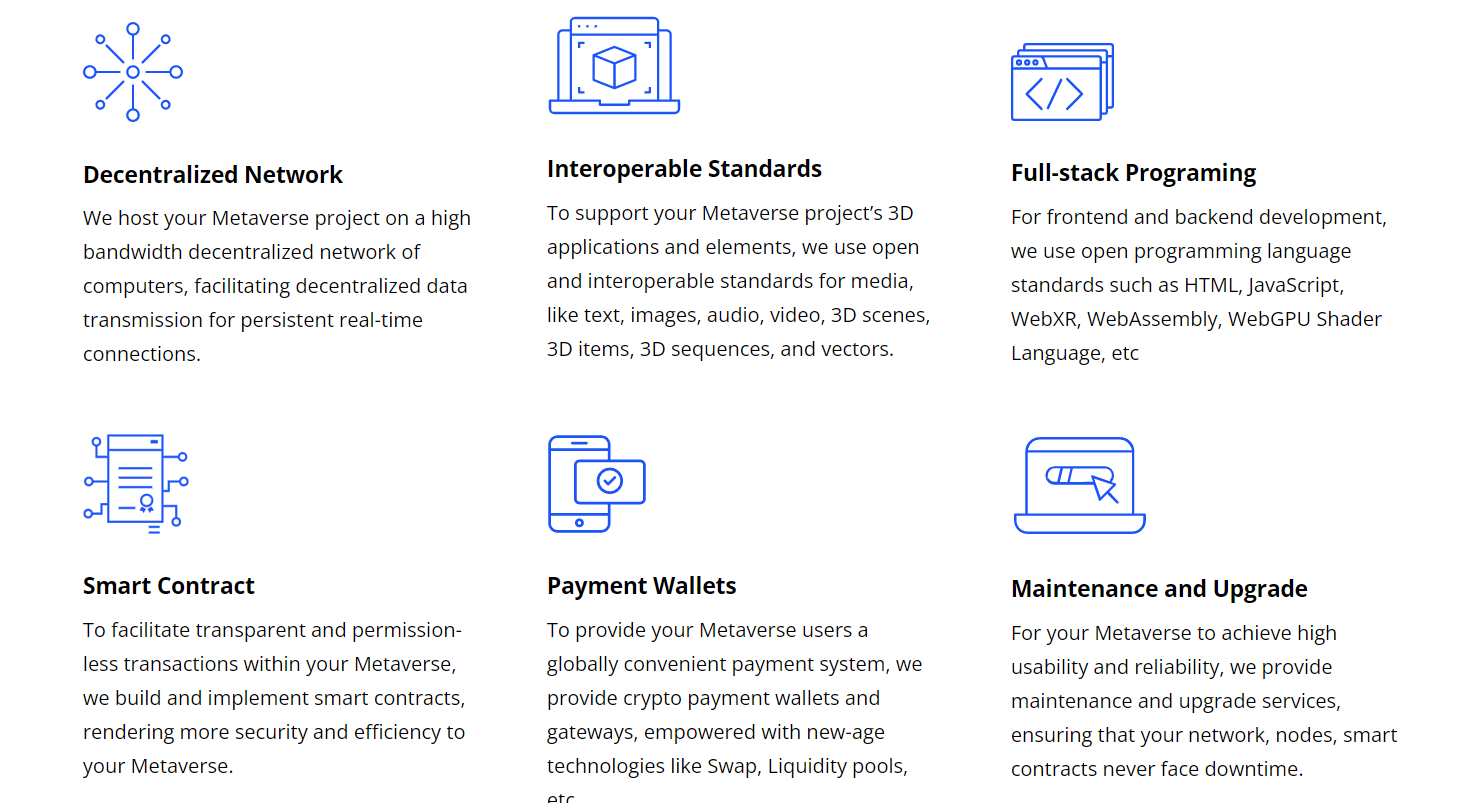 Decentralized Network
We host your Metaverse project on a high
bandwidth decentralized network of
computers, facilitating decentralized data
transmission for persistent real-time
connections.
Interoperable Standards
To support your Metaverse project’s 3D
applications and elements, we use open
and interoperable standards for media,
like text, images, audio, video, 3D scenes,
3D items, 3D sequences, and vectors.
Full-stack Programing
For frontend and backend development,
we use open programming language
standards such as HTML, JavaScript,
WebXR, WebAssembly, WebGPU Shader
Language, etc
Smart Contract
To facilitate transparent and permission-
less transactions within your Metaverse,
we build and implement smart contracts,
rendering more security and efficiency to
your Metaverse.
Payment Wallets
To provide your Metaverse users a
globally convenient payment system, we
provide crypto payment wallets and
gateways, empowered with new-age
technologies like Swap, Liquidity pools,
etc
Maintenance and Upgrade
For your Metaverse to achieve high
usability and reliability, we provide
maintenance and upgrade services,
ensuring that your network, nodes, smart
contracts never face downtime.